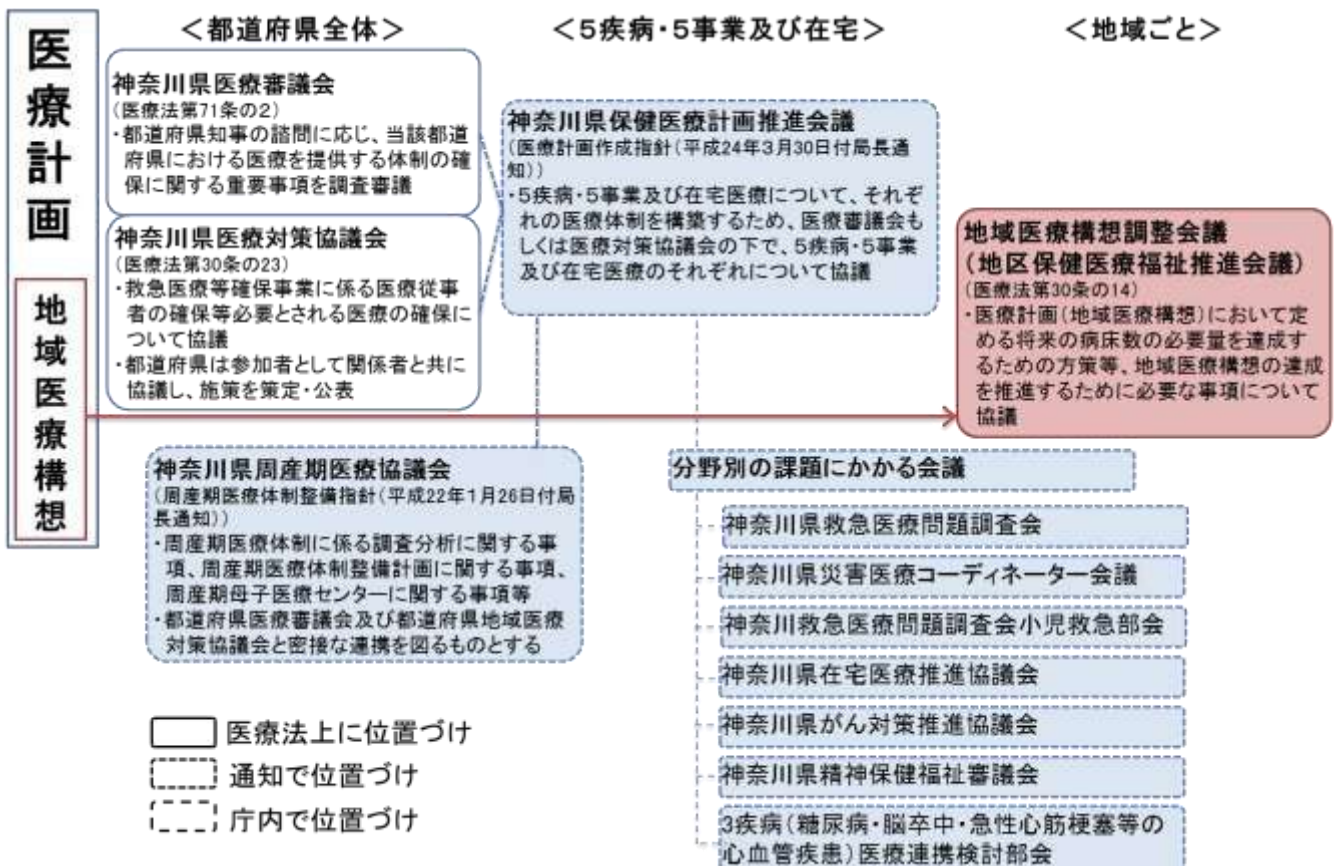 医療計画
地域医療構想
＜都道府県全体＞
＜5疾病・5事業及び在宅＞
＜地域ごと＞
神奈川県医療審議会
(医療法第71条の2)
・都道府県知事の諮問に応じ、当該都道
府県における医療を提供する体制の確
保に関する重要事項を調査審議
神奈川県医療対策協議会
(医療法第30条の23)
・救急医療等確保事業に係る医療従事
者の確保等必要とされる医療の確保に
ついて協議
・都道府県は参加者として関係者と共に
協議し、施策を策定・公表
神奈川県保健医療計画推進会議
(医療計画作成指針(平成24年3月30日付局長通
知))
・5疾病・5事業及び在宅医療について、それぞ
れの医療体制を構築するため、医療審議会も
しくは医療対策協議会の下で、5疾病・5事業
及び在宅医療のそれぞれについて協議
地域医療構想調整会議
(地区保健医療福祉推進会議)
(医療法第30条の14)
・医療計画(地域医療構想)において定
める将来の病床数の必要量を達成す
るための方策等、地域医療構想の達成
を推進するために必要な事項について
協議
神奈川県周産期医療協議会
(周産期医療体制整備指針(平成22年1月26日付局
長通知))
・周産期医療体制に係る調査分析に関する事
項、周産期医療体制整備計画に関する事項、
周産期母子医療センターに関する事項等
・都道府県医療審議会及び都道府県地域医療
対策協議会と密接な連携を図るものとする
分野別の課題にかかる会議
神奈川県救急医療問題調査会
神奈川県災害医療コーディネーター会議
神奈川救急医療問題調査会小児救急部会
神奈川県在宅医療推進協議会
神奈川県がん対策推進協議会
神奈川県精神保健福祉審議会
3疾病(糖尿病・脳卒中・急性心筋梗塞等の
心血管疾患)医療連携検討部会
医療法上に位置づけ
通知で位置づけ
庁内で位置づけ